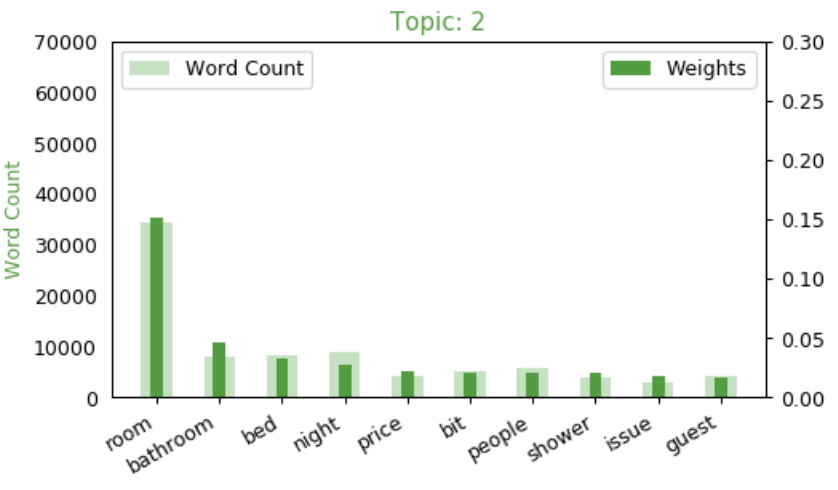 Topic: 2
Word Count
Weights
Word Count
70000
60000
50000
40000
30000
20000
10000
0
0.30
0.25
0.20
0.15
0.10
0.05
0.00
room
bathroom
bed
night
price
bit
people
shower
issue
guest